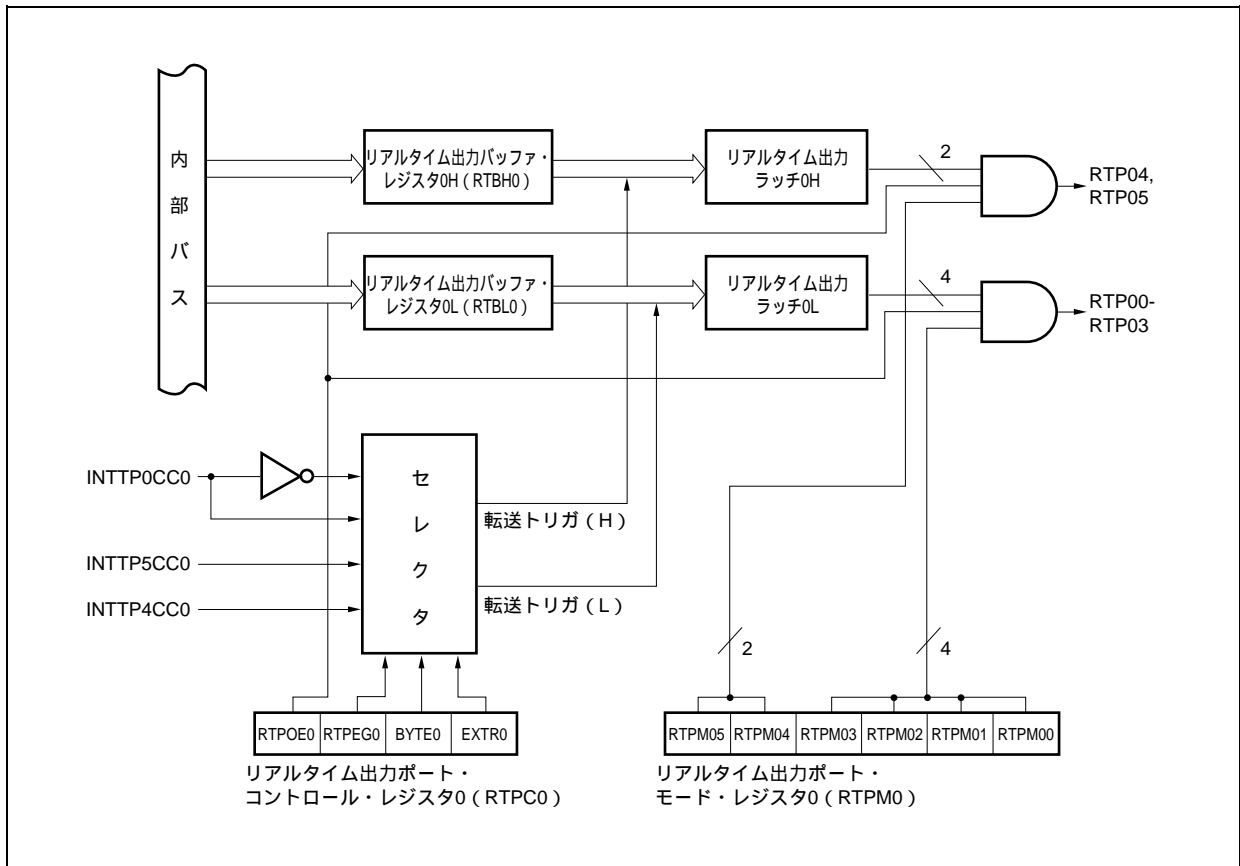 内部バス
リアルタイム出力バッファ・
レジスタ0H（RTBH0）
リアルタイム出力
ラッチ0H
2
RTP04,
RTP05
リアルタイム出力バッファ・
レジスタ0L（RTBL0）
リアルタイム出力
ラッチ0L
4
RTP00-
RTP03
INTTP0CC0
INTTP5CC0
INTTP4CC0
セレクタ
転送トリガ（H）
転送トリガ（L）
2
4
RTPOE0 RTPEG0 BYTE0 EXTR0
リアルタイム出力ポート・
コントロール・レジスタ0（RTPC0）
RTPM05 RTPM04 RTPM03 RTPM02 RTPM01 RTPM00
リアルタイム出力ポート・
モード・レジスタ0（RTPM0）